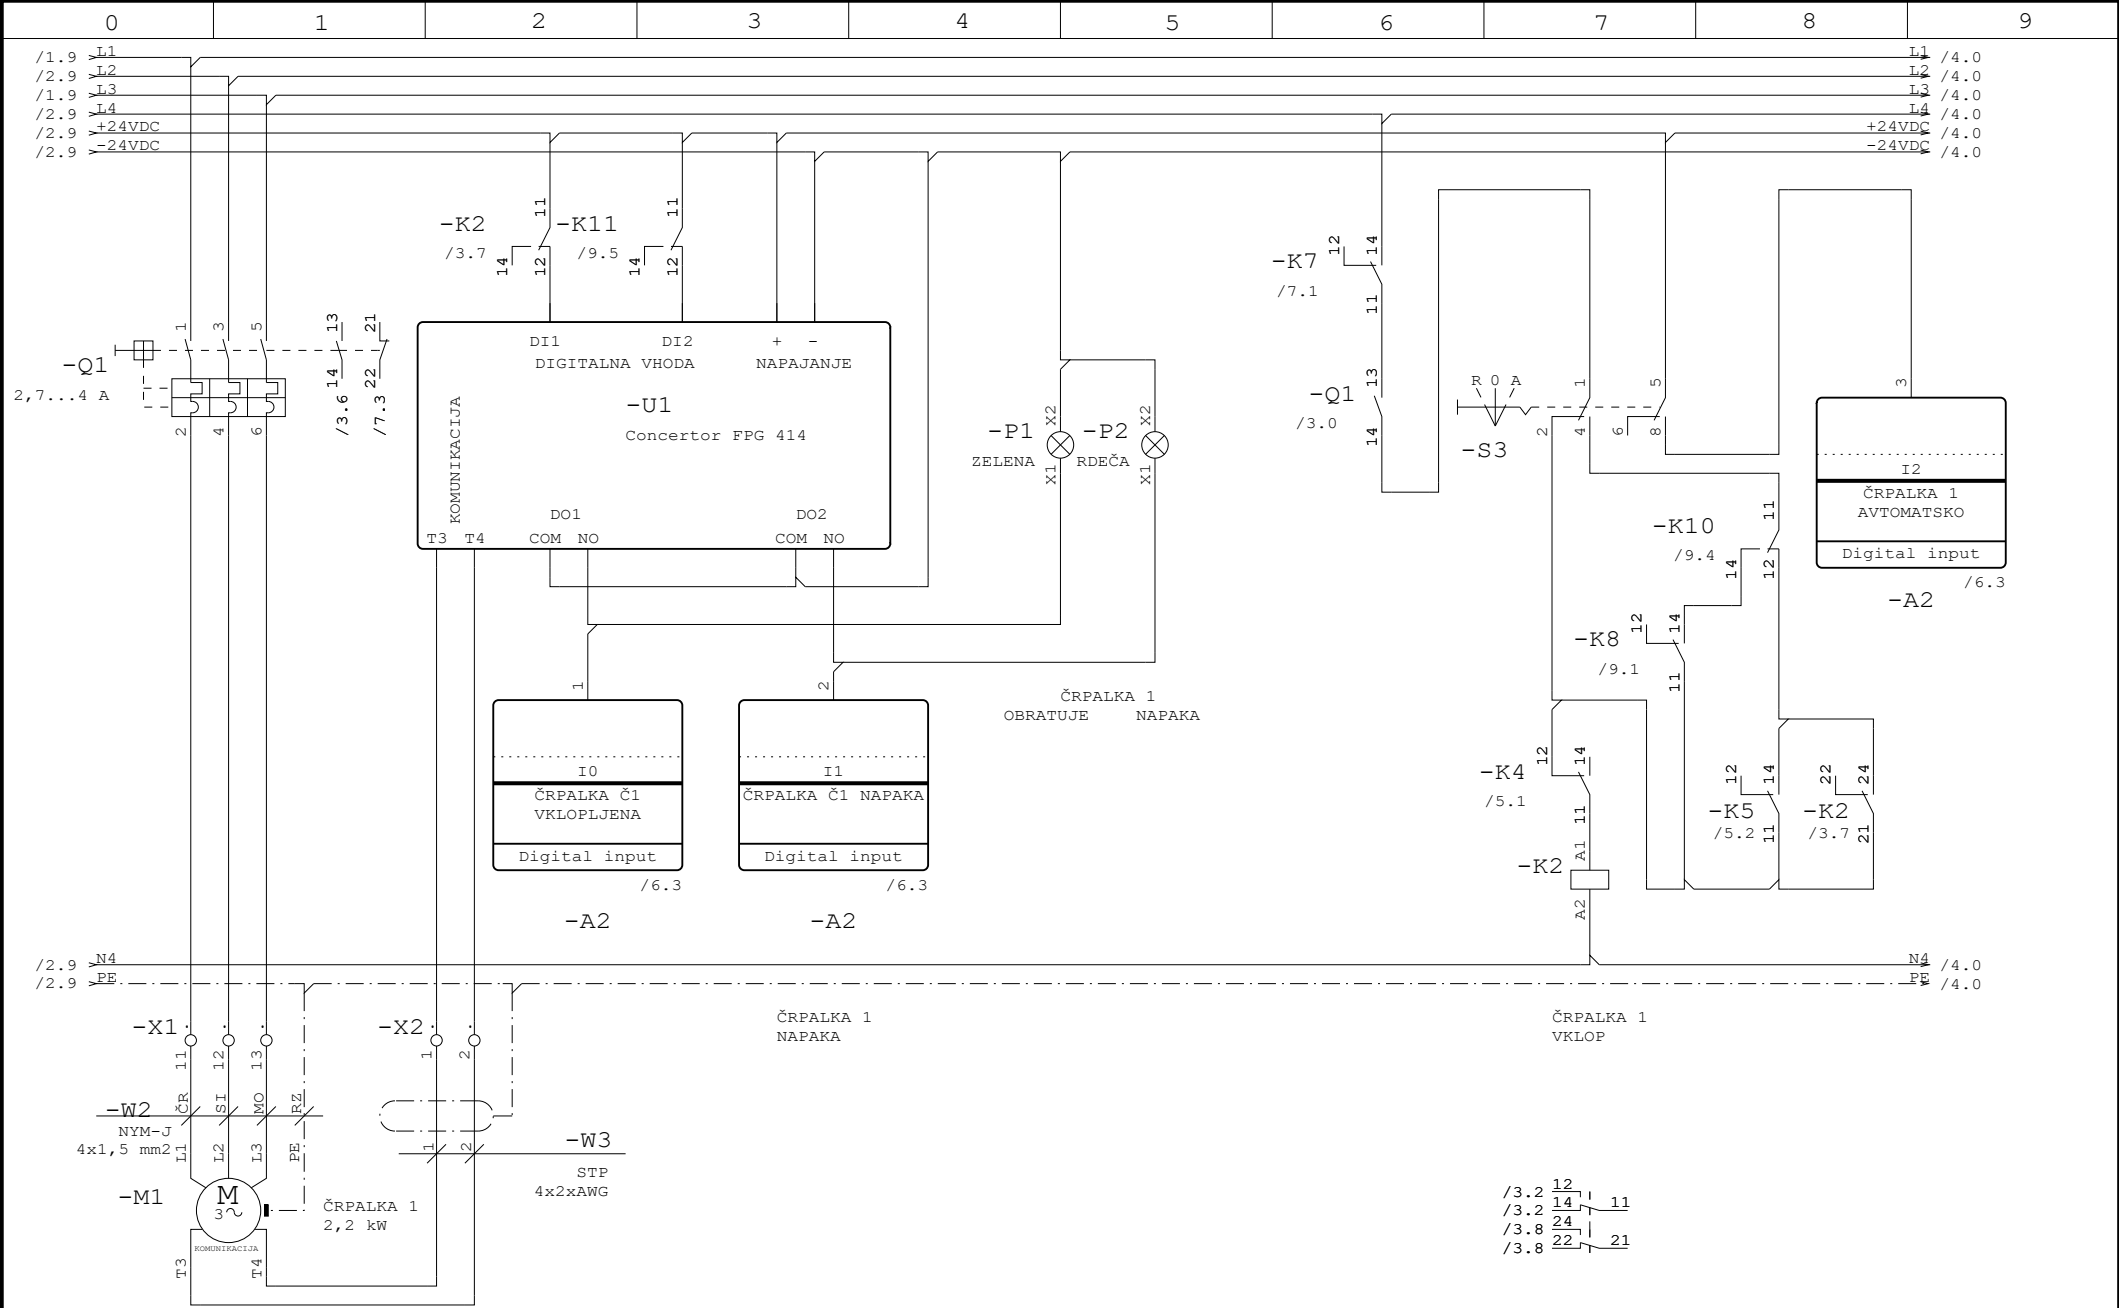 0 1 2 3 4 5 6 7 8 9
/1.9 L1 L1 /4.0
/2.9 L2 L2 /4.0
/1.9 L3 L3 /4.0
/2.9 L4 L4 /4.0
/2.9 +24VDC +24VDC /4.0
/2.9 -24VDC -24VDC /4.0
-K2
/3.7
11
14
12
-K11
/9.5
11
14
12
-K7
/7.1
12
14
11
-Q1
2,7...4 A
1 3 5
2 4 6
13
14
/3.6
21
22
/7.3
DI1 DI2 + -
DIGITALNA VHODA NAPAJANJE
-U1
Concertor FPG 414
KOMUNIKACIJA
DO1 DO2
T3 T4 COM NO COM NO
-P1
ZELENA
X2
X1
-P2
RDEČA
X2
X1
-Q1
/3.0
13
14
R 0 A
-S3
1
2
4
5
6
8
3
I2
ČRPALKA 1
AVTOMATSKO
Digital input
/6.3
-A2
-K10
/9.4
11
14
12
-K8
/9.1
12
14
11
1
I0
ČRPALKA Č1
VKLOPLJENA
Digital input
/6.3
-A2
2
I1
ČRPALKA Č1 NAPAKA
Digital input
/6.3
-A2
ČRPALKA 1
OBRATUJE NAPAKA
-K4
/5.1
12
14
11
-K5
/5.2
12
14
11
-K2
/3.7
22
24
21
-K2
A1
A2
/2.9 N4 N4 /4.0
/2.9 PE PE /4.0
ČRPALKA 1
NAPAKA
ČRPALKA 1
VKLOP
-X1
11 12 13
-X2
1 2
-W2
NYM-J
4x1,5 mm2
ČR SI MO RZ
L1 L2 L3 PE
-W3
STP
4x2xAWG
1 2
-M1
M
3
KOMUNIKACIJA
T3 T4
ČRPALKA 1
2,2 kW
/3.2 12
/3.2 14 11
/3.8 24
/3.8 22 21